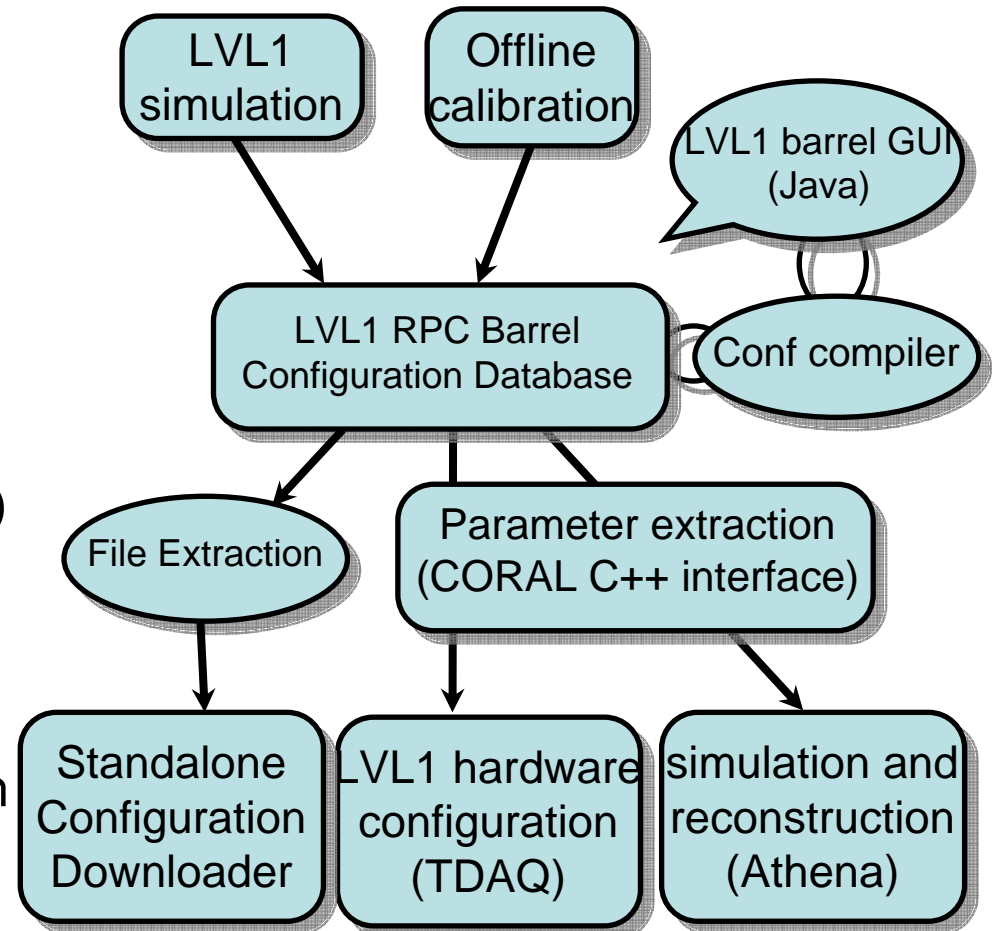 LVL1
simulation
Offline
calibration
LVL1 barrel GUI
(Java)
LVL1 RPC Barrel
Configuration Database
Conf compiler
)
File Extraction
Parameter extraction
(CORAL C++ interface)
n
Standalone
Configuration
Downloader
LVL1 hardware
configuration
(TDAQ)
simulation and
reconstruction
(Athena)